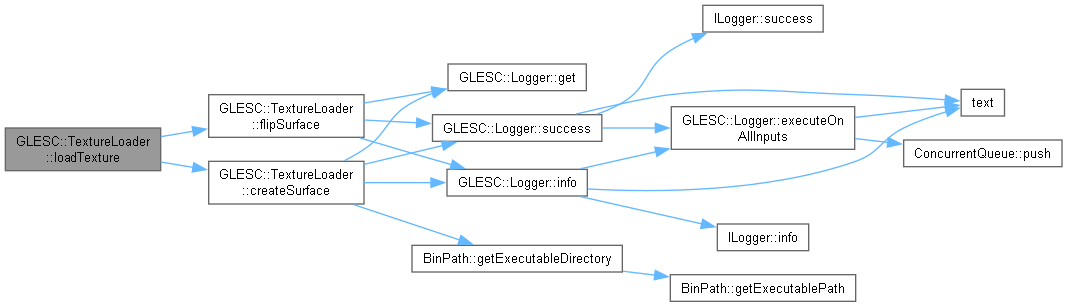 GLESC::TextureLoader
::loadTexture
GLESC::TextureLoader
::flipSurface
GLESC::TextureLoader
::createSurface
GLESC::Logger::get
GLESC::Logger::success
GLESC::Logger::info
BinPath::getExecutableDirectory
ILogger::success
GLESC::Logger::executeOn
AllInputs
ILogger::info
BinPath::getExecutablePath
text
ConcurrentQueue::push